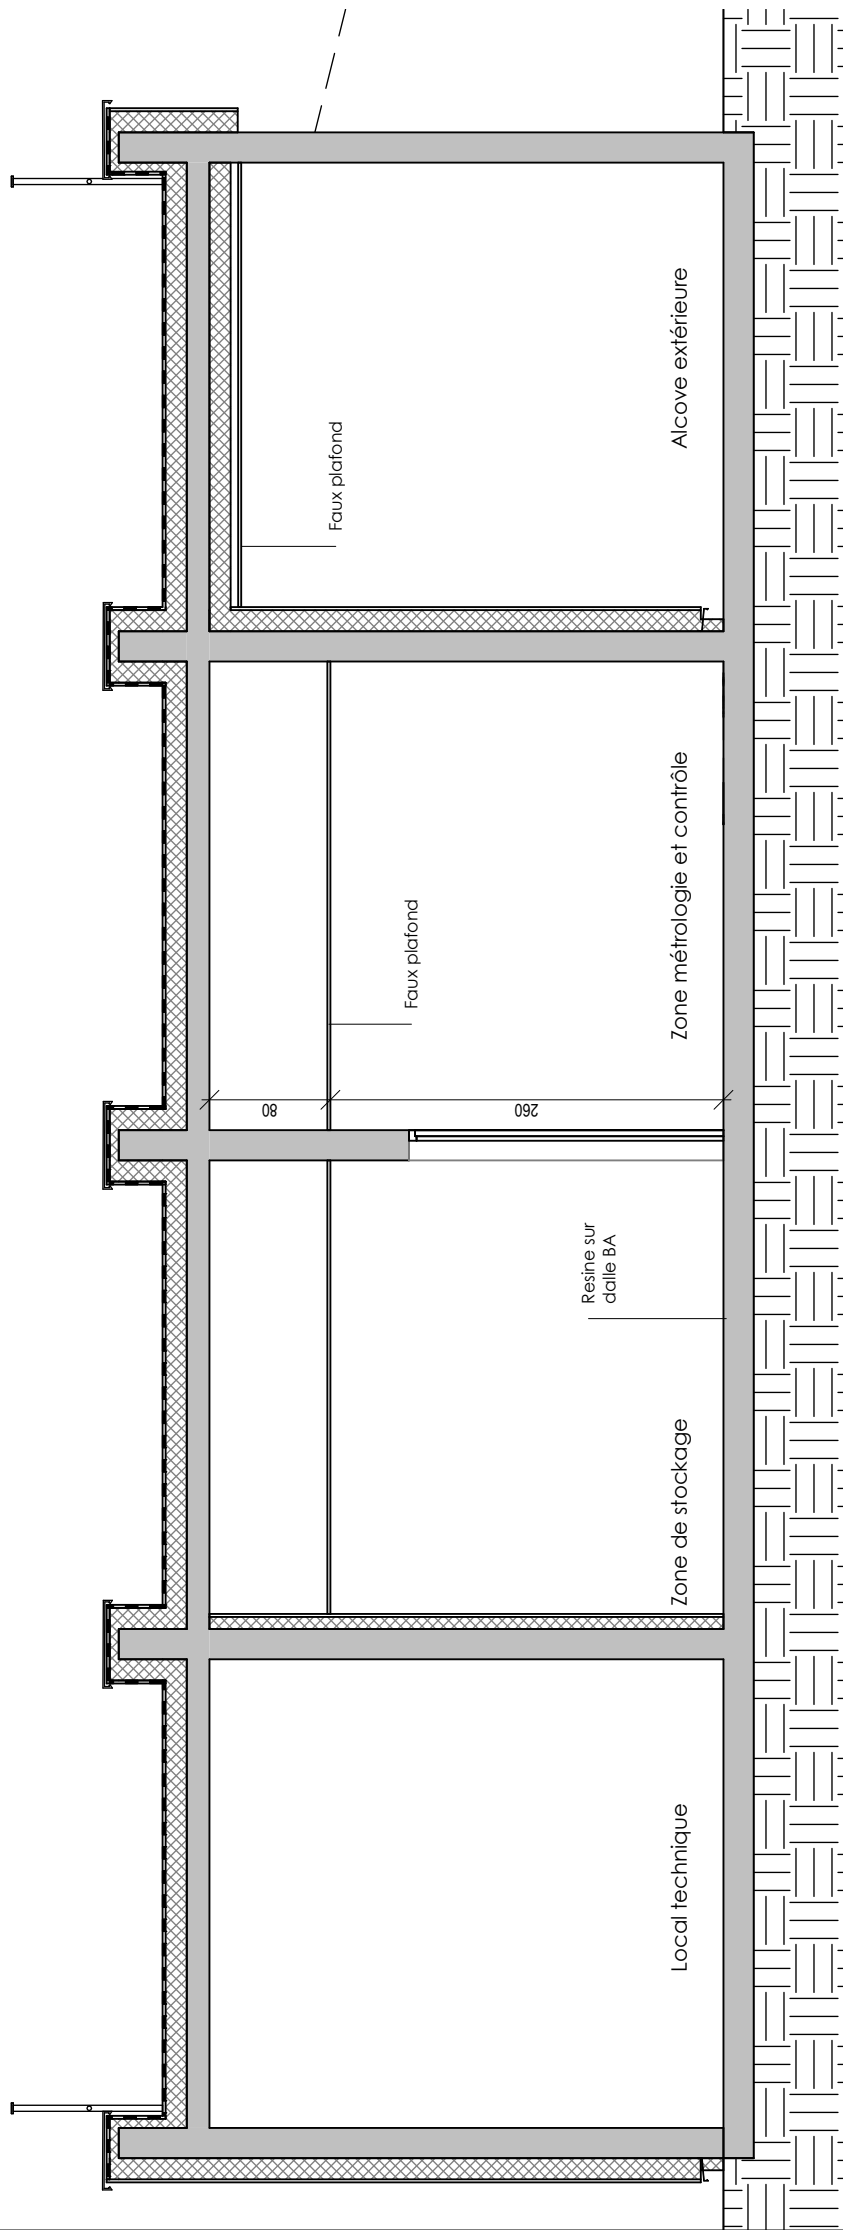 Local technique
Zone de stockage
Resine sur
dalle BA
80
260
Faux plafond
Zone métrologie et contrôle
Faux plafond
Alcove extérieure